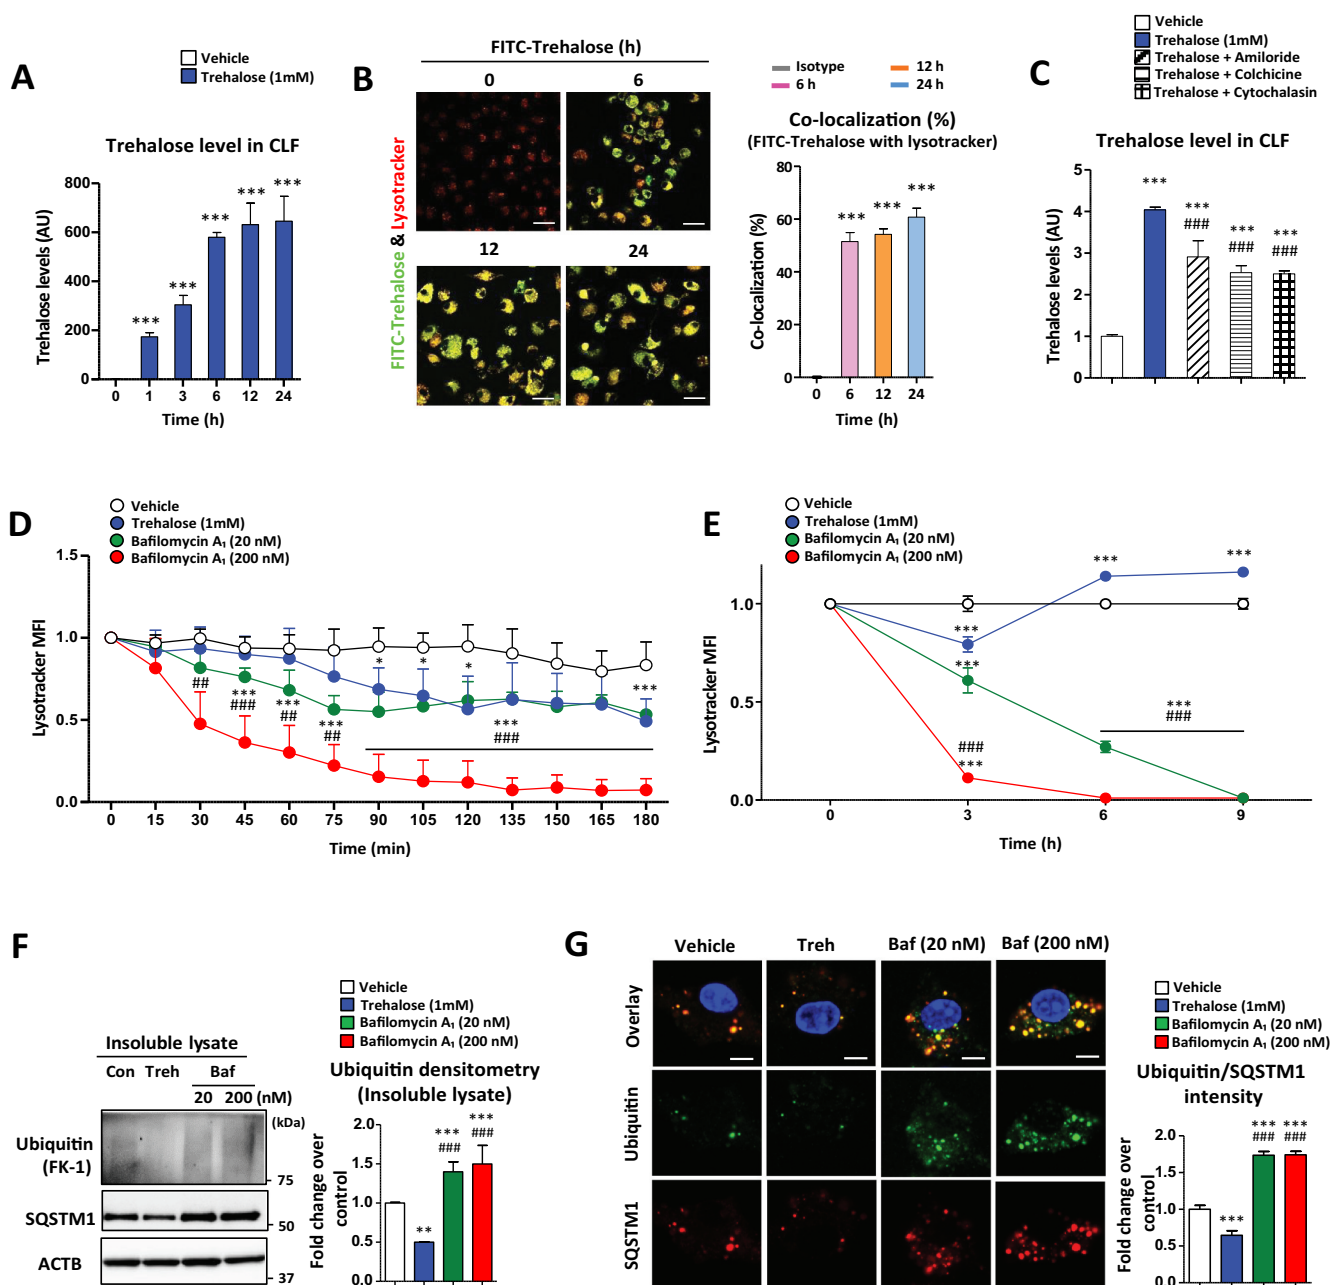 A
Vehicle
Trehalose (1mM)
Trehalose level in CLF
Trehalose levels (AU)
800
600
400
200
0
***
***
***
***
***
0 1 3 6 12 24
Time (h)
B
FITC-Trehalose (h)
0 6
12 24
FITC-Trehalose & Lysotracker
Isotype
6 h
12 h
24 h
Co-localization (%)
(FITC-Trehalose with lysotracker)
Co-localization (%)
80
60
40
20
0
***
***
***
0 6 12 24
Time (h)
C
Vehicle
Trehalose (1mM)
Trehalose + Amiloride
Trehalose + Colchicine
Trehalose + Cytochalasin
Trehalose level in CLF
Trehalose levels (AU)
5
4
3
2
1
0
***
***
###
***
###
***
###
D
Vehicle
Trehalose (1mM)
Bafilomycin A₁ (20 nM)
Bafilomycin A₁ (200 nM)
Lysotracker MFI
1.5
1.0
0.5
0.0
##
***
###
***
##
***
##
*
*
*
***
***
###
0 15 30 45 60 75 90 105 120 135 150 165 180
Time (min)
E
Vehicle
Trehalose (1mM)
Bafilomycin A₁ (20 nM)
Bafilomycin A₁ (200 nM)
Lysotracker MFI
1.0
0.5
0.0
***
***
###
***
***
***
***
###
0 3 6 9
Time (h)
F
Insoluble lysate
Con Treh Baf
20 200 (nM)
(kDa)
Ubiquitin
(FK-1)
75
SQSTM1
50
ACTB
37
Vehicle
Trehalose (1mM)
Bafilomycin A₁ (20 nM)
Bafilomycin A₁ (200 nM)
Ubiquitin densitometry
(Insoluble lysate)
Fold change over
control
2.0
1.5
1.0
0.5
0.0
**
***
###
***
###
G
Vehicle Treh Baf (20 nM) Baf (200 nM)
Overlay
Ubiquitin
SQSTM1
Vehicle
Trehalose (1mM)
Bafilomycin A₁ (20 nM)
Bafilomycin A₁ (200 nM)
Ubiquitin/SQSTM1
intensity
Fold change over
control
2.0
1.5
1.0
0.5
0.0
***
***
###
***
###